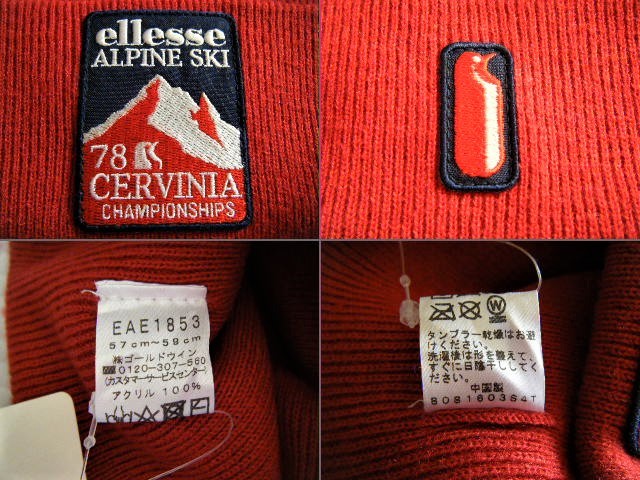 ellesse
ALPINE SKI
78
CERVINIA
CHAMPIONSHIPS
EAE1853
57cm~59cm
㈱ゴールドウイン
0120-307-560
(カスタマーサービスセンター)
アクリル 100%
W
タンブラー乾燥はお避
けください。
洗濯後は形を整えて、
すぐに日陰干ししてく
ださい。
中国製
8081603S4T